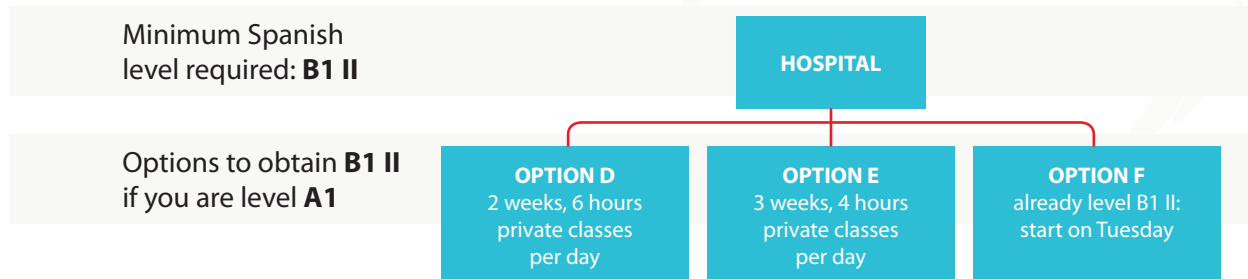 Minimum Spanish
level required: B1 II
HOSPITAL
Options to obtain B1 II
if you are level A1
OPTION D
2 weeks, 6 hours
private classes
per day
OPTION E
3 weeks, 4 hours
private classes
per day
OPTION F
already level B1 II:
start on Tuesday